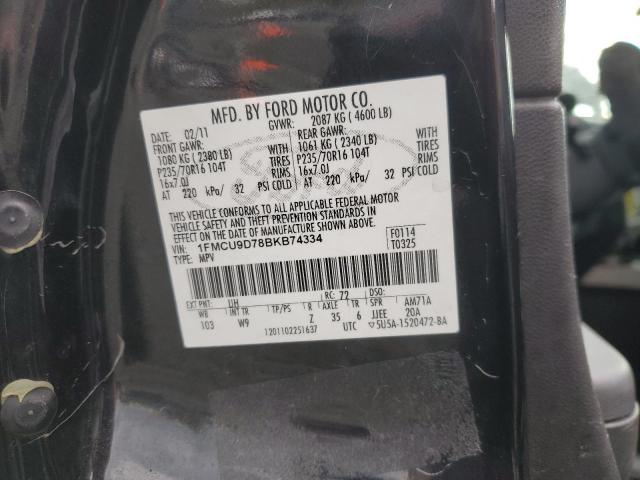 MFD. BY FORD MOTOR CO.
DATE: 02/11 GVWR: 2087 KG ( 4600 LB)
FRONT GAWR: REAR GAWR:
1080 KG ( 2380 LB) WITH 1061 KG ( 2340 LB) WITH
P235/70R16 104T TIRES P235/70R16 104T TIRES
16x7.0J RIMS 16x7.0J RIMS
AT 220 kPa/ 32 PSI COLD AT 220 kPa/ 32 PSI COLD
THIS VEHICLE CONFORMS TO ALL APPLICABLE FEDERAL MOTOR
VEHICLE SAFETY AND THEFT PREVENTION STANDARDS IN
EFFECT ON THE DATE OF MANUFACTURE SHOWN ABOVE.
VIN: 1FMCU9D78BKB74334 F0114
TYPE: MPV T0325
EXT PNT: UH RC: 72 DSO:
WB INT TR TP/PS R AXLE TR SPR AM71A
103 W9 Z 35 6 JJEE 20A
1201102251637 UTC ▽5U5A-1520472-BA